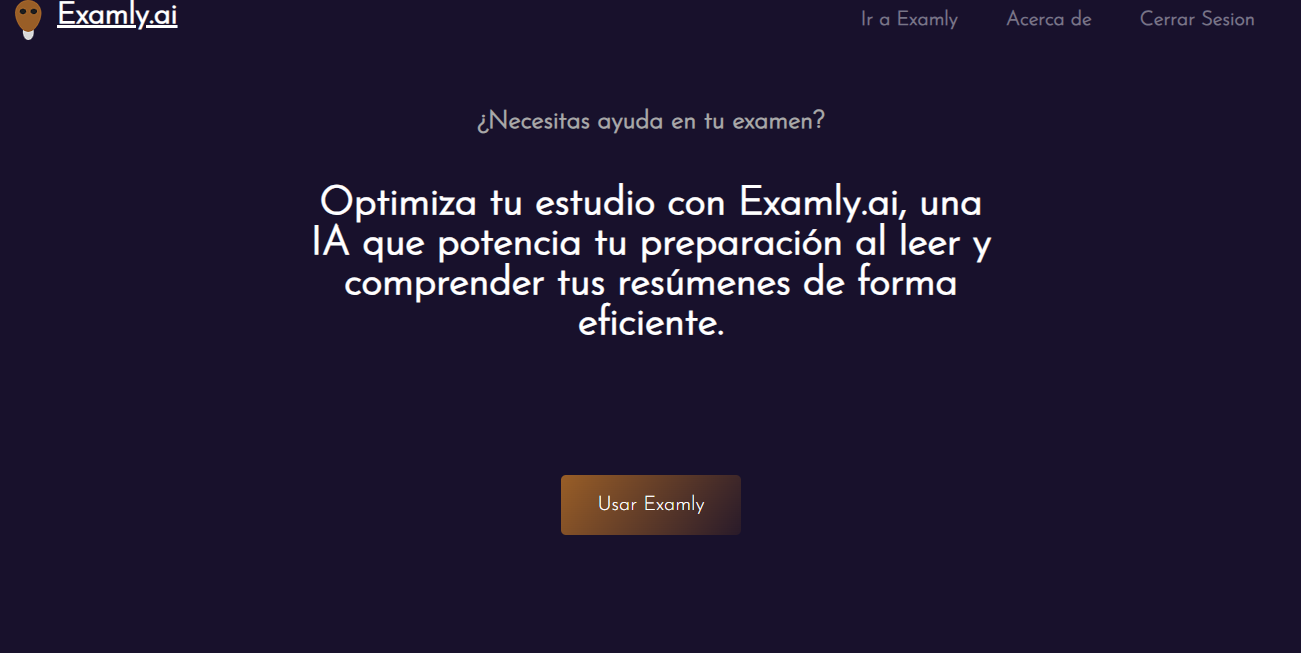 Examly.ai
Ir a Examly
Acerca de
Cerrar Sesion
¿Necesitas ayuda en tu examen?
Optimiza tu estudio con Examly.ai, una
IA que potencia tu preparación al leer y
comprender tus resúmenes de forma
eficiente.
Usar Examly